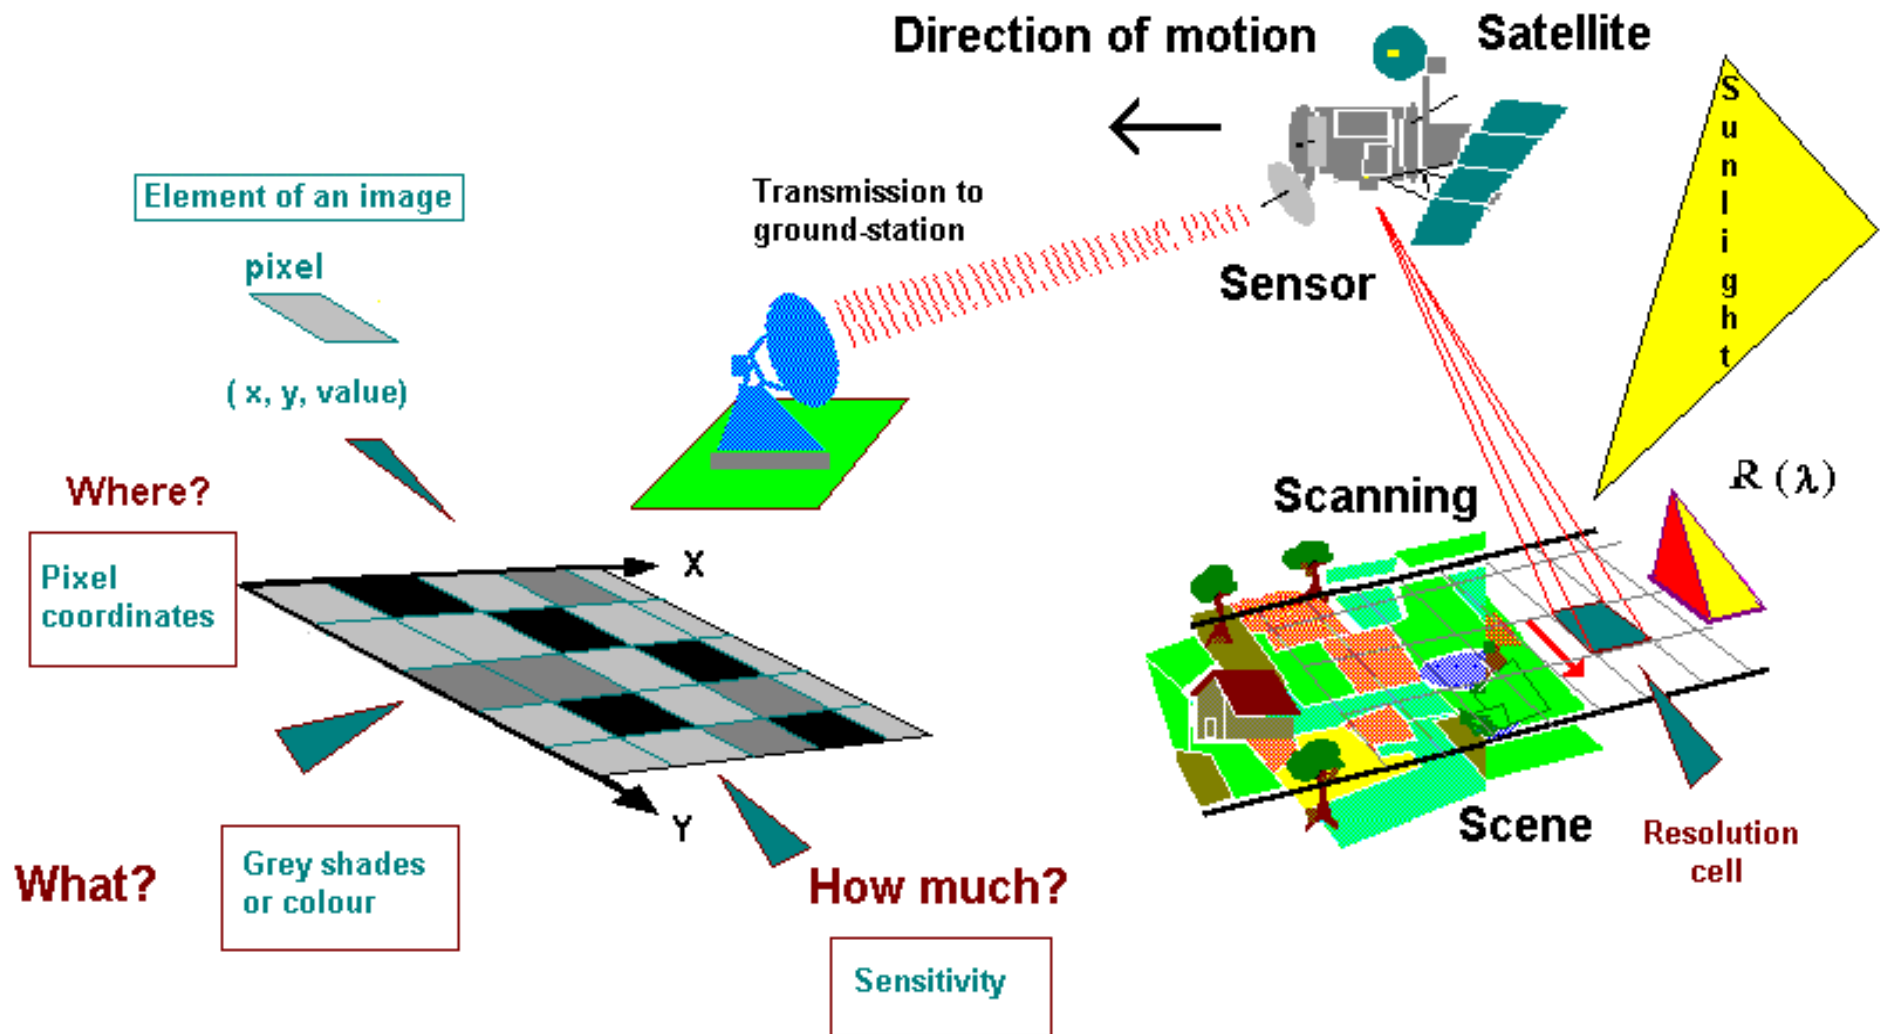 Direction of motion
Satellite
Sunlight
Element of an image
Transmission to
ground-station
pixel
Sensor
( x, y, value)
Where?
Scanning
R (λ)
Pixel
coordinates
X
Y
Scene
Resolution
cell
What?
Grey shades
or colour
How much?
Sensitivity